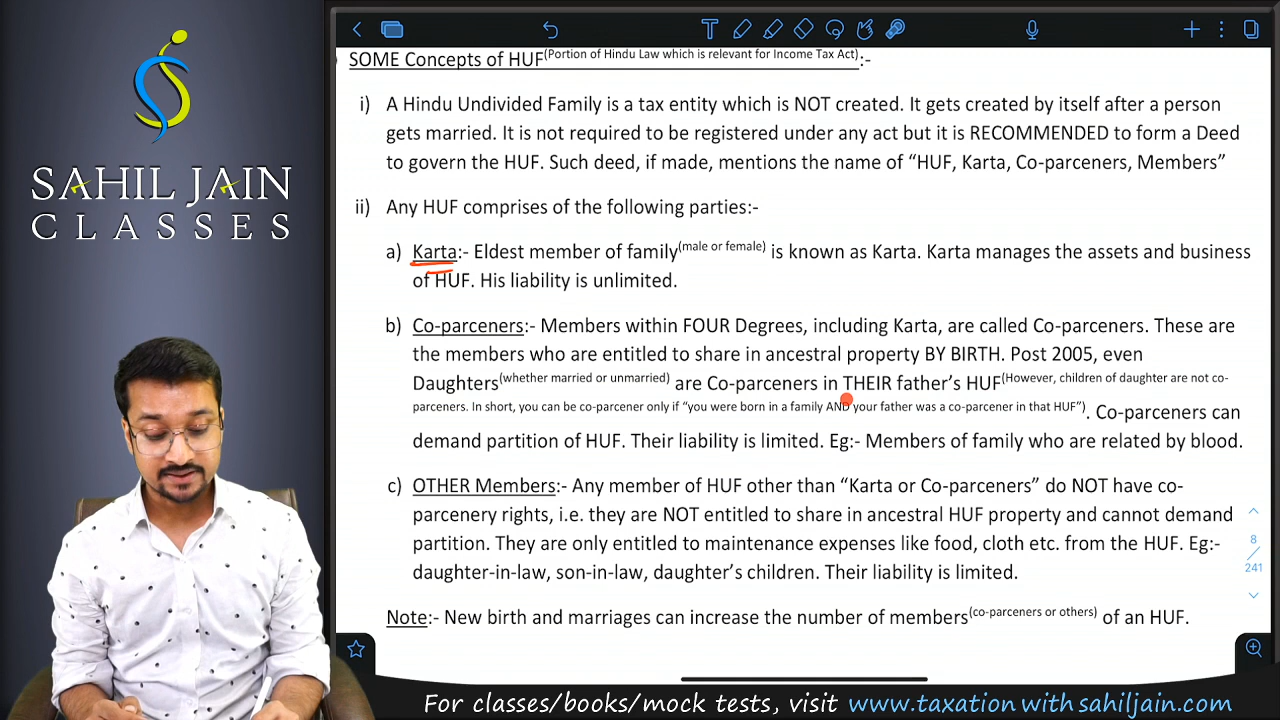 SAHIL JAIN
CLASSES
SOME Concepts of HUF(Portion of Hindu Law which is relevant for Income Tax Act):-
i) A Hindu Undivided Family is a tax entity which is NOT created. It gets created by itself after a person
gets married. It is not required to be registered under any act but it is RECOMMENDED to form a Deed
to govern the HUF. Such deed, if made, mentions the name of “HUF, Karta, Co-parceners, Members”
ii) Any HUF comprises of the following parties:-
a) Karta:- Eldest member of family(male or female) is known as Karta. Karta manages the assets and business
of HUF. His liability is unlimited.
b) Co-parceners:- Members within FOUR Degrees, including Karta, are called Co-parceners. These are
the members who are entitled to share in ancestral property BY BIRTH. Post 2005, even
Daughters(whether married or unmarried) are Co-parceners in THEIR father’s HUF(However, children of daughter are not co-
parceners. In short, you can be co-parcener only if “you were born in a family AND your father was a co-parcener in that HUF”). Co-parceners can
demand partition of HUF. Their liability is limited. Eg:- Members of family who are related by blood.
c) OTHER Members:- Any member of HUF other than “Karta or Co-parceners” do NOT have co-
parcenery rights, i.e. they are NOT entitled to share in ancestral HUF property and cannot demand
partition. They are only entitled to maintenance expenses like food, cloth etc. from the HUF. Eg:-
daughter-in-law, son-in-law, daughter’s children. Their liability is limited.
Note:- New birth and marriages can increase the number of members(co-parceners or others) of an HUF.
8
241
For classes/books/mock tests, visit www.taxationwithsahiljain.com